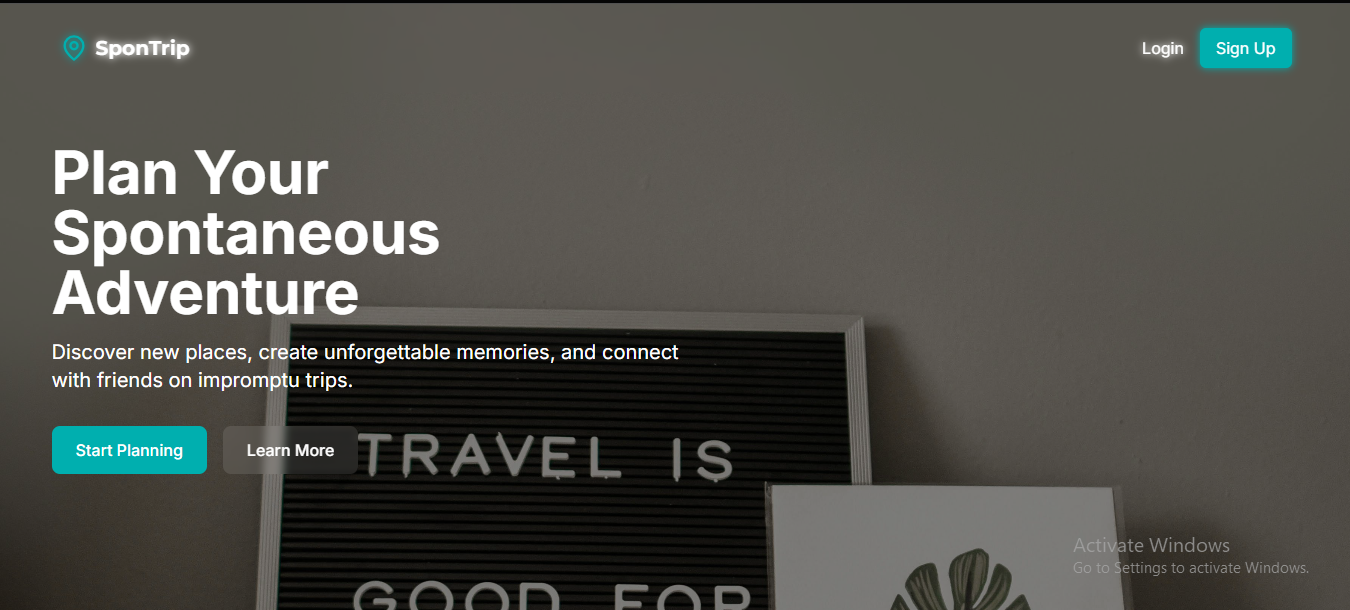 SponTrip
Login
Sign Up
Plan Your
Spontaneous
Adventure
Discover new places, create unforgettable memories, and connect
with friends on impromptu trips.
Start Planning
Learn More
TRAVEL IS
GOOD FOR
Activate Windows
Go to Settings to activate Windows.